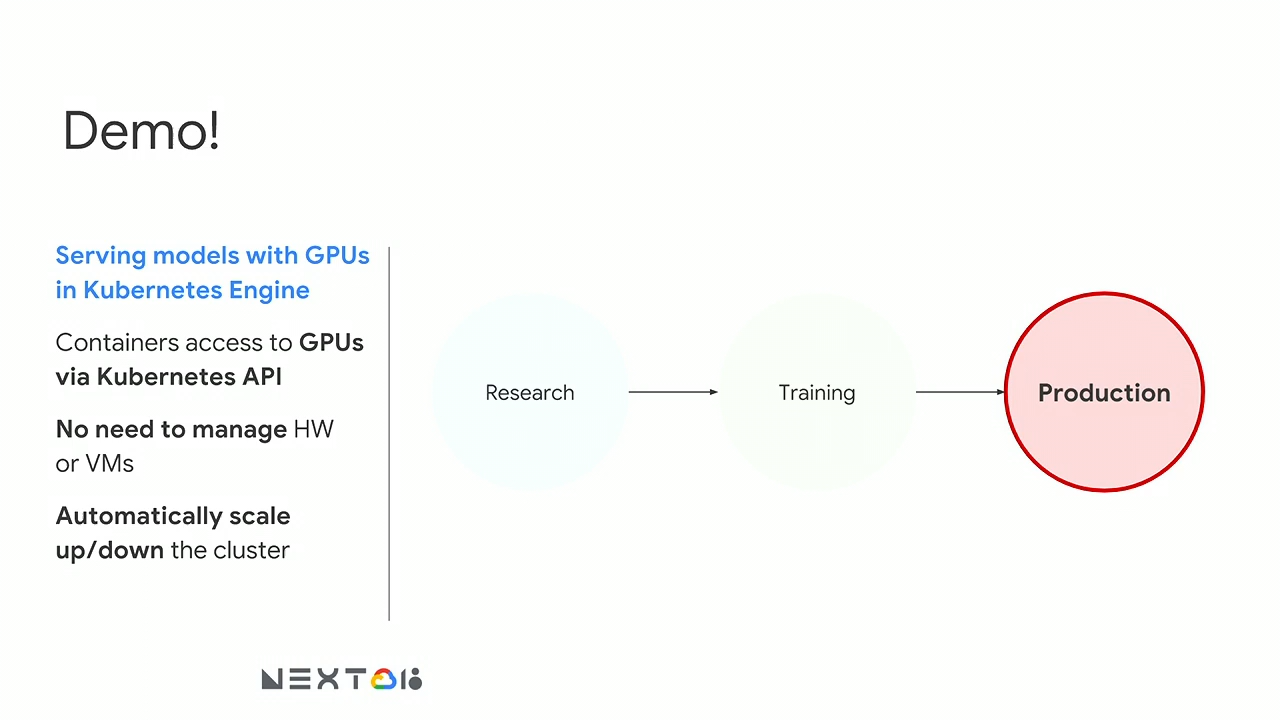 Demo!
Serving models with GPUs
in Kubernetes Engine
Containers access to GPUs
via Kubernetes API
No need to manage HW
or VMs
Automatically scale
up/down the cluster
Research
Training
Production
NEXT 18